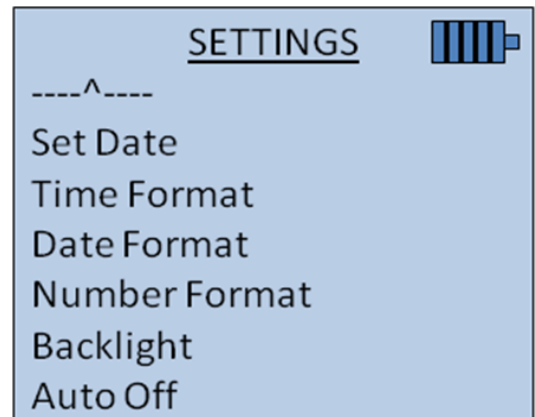 SETTINGS
----^----
Set Date
Time Format
Date Format
Number Format
Backlight
Auto Off